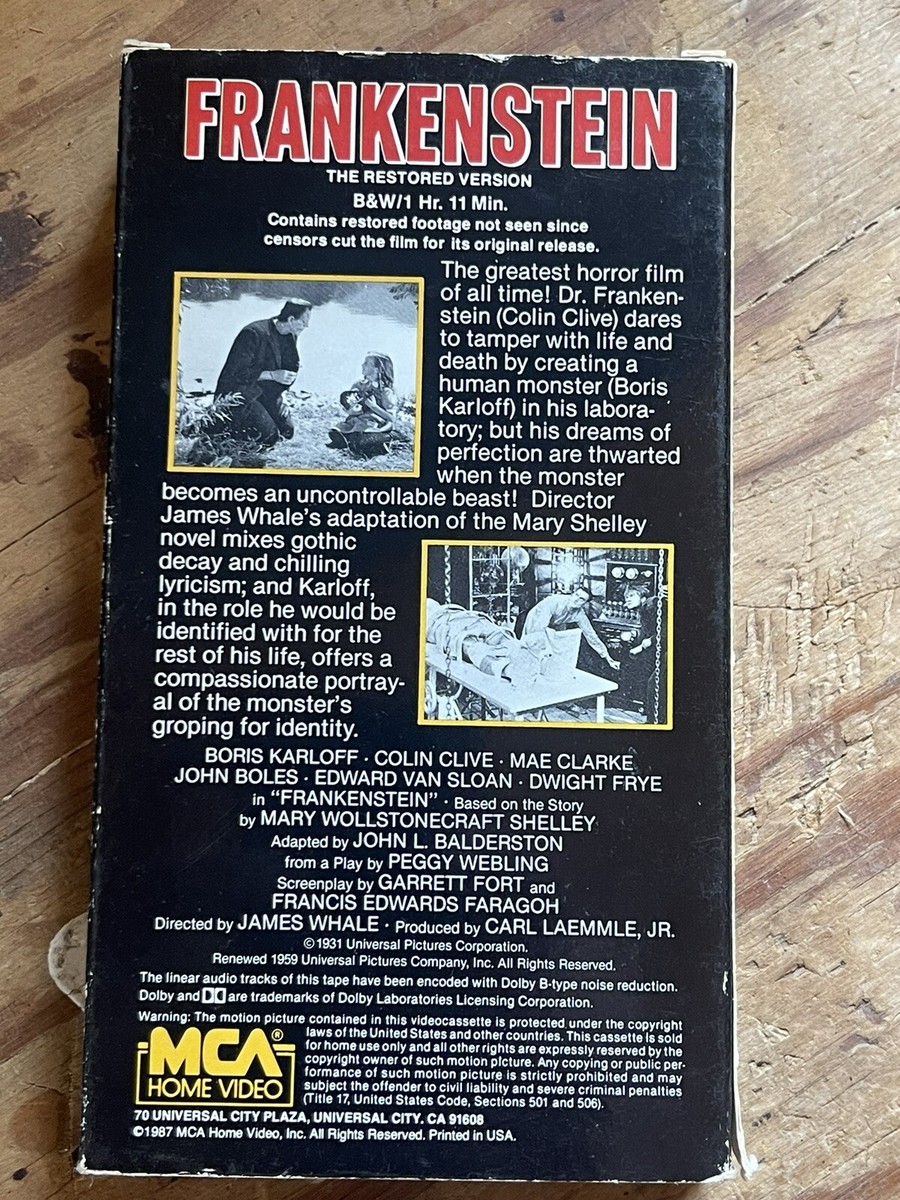 FRANKENSTEIN
THE RESTORED VERSION
B&W/1 Hr. 11 Min.
Contains restored footage not seen since
censors cut the film for its original release.
The greatest horror film
of all time! Dr. Franken-
stein (Colin Clive) dares
to tamper with life and
death by creating a
human monster (Boris
Karloff) in his labora-
tory; but his dreams of
perfection are thwarted
when the monster
becomes an uncontrollable beast! Director
James Whale's adaptation of the Mary Shelley
novel mixes gothic
decay and chilling
lyricism; and Karloff,
in the role he would be
identified with for the
rest of his life, offers a
compassionate portray-
al of the monster's
groping for identity.
BORIS KARLOFF · COLIN CLIVE · MAE CLARKE
JOHN BOLES · EDWARD VAN SLOAN · DWIGHT FRYE
in "FRANKENSTEIN" · Based on the Story
by MARY WOLLSTONECRAFT SHELLEY
Adapted by JOHN L. BALDERSTON
from a Play by PEGGY WEBLING
Screenplay by GARRETT FORT and
FRANCIS EDWARDS FARAGOH
Directed by JAMES WHALE · Produced by CARL LAEMMLE, JR.
©1931 Universal Pictures Corporation.
Renewed 1959 Universal Pictures Company, Inc. All Rights Reserved.
The linear audio tracks of this tape have been encoded with Dolby B-type noise reduction.
Dolby and are trademarks of Dolby Laboratories Licensing Corporation.
Warning: The motion picture contained in this videocassette is protected under the copyright
laws of the United States and other countries. This cassette is sold
for home use only and all other rights are expressly reserved by the
copyright owner of such motion picture. Any copying or public per-
formance of such motion picture is strictly prohibited and may
subject the offender to civil liability and severe criminal penalties
(Title 17, United States Code, Sections 501 and 506).
MCA®
HOME VIDEO
70 UNIVERSAL CITY PLAZA, UNIVERSAL CITY, CA 91608
©1987 MCA Home Video, Inc. All Rights Reserved. Printed in USA.